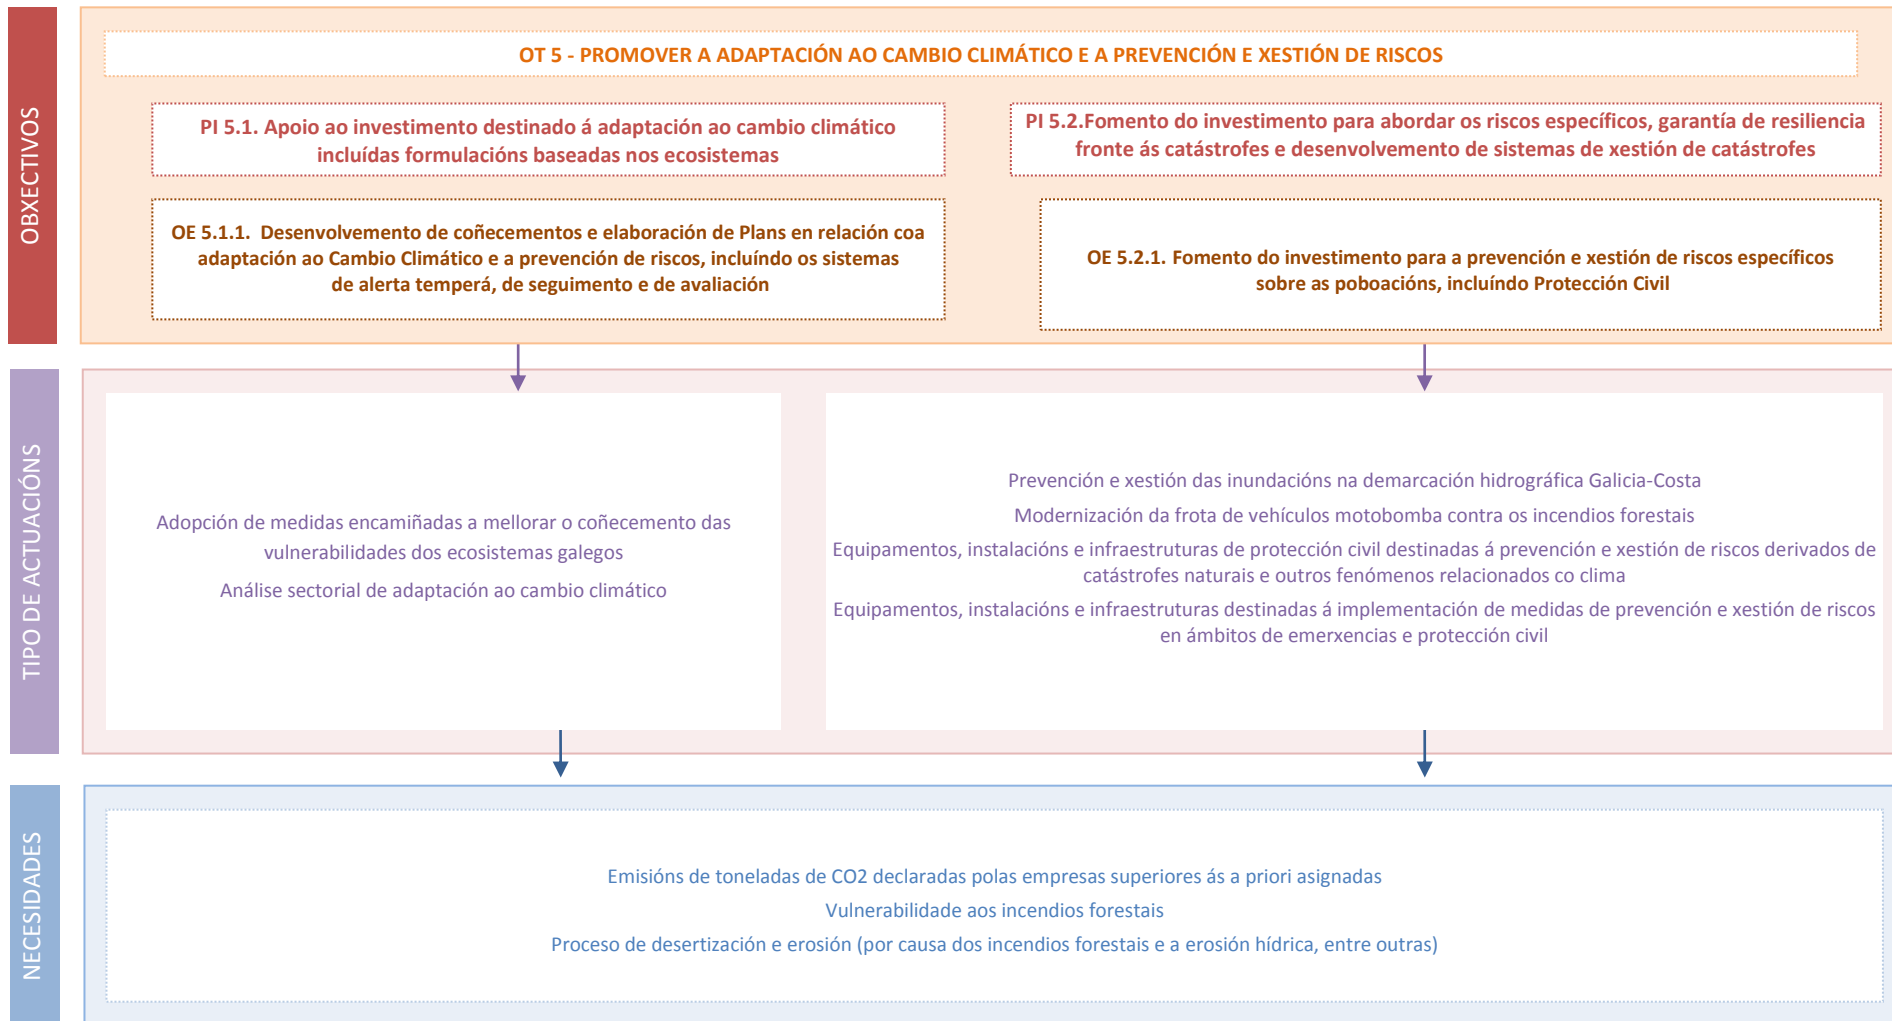 OBXECTIVOS
OT 5 - PROMOVER A ADAPTACIÓN AO CAMBIO CLIMÁTICO E A PREVENCIÓN E XESTIÓN DE RISCOS
PI 5.1. Apoio ao investimento destinado á adaptación ao cambio climático
incluídas formulacións baseadas nos ecosistemas
PI 5.2.Fomento do investimento para abordar os riscos específicos, garantía de resiliencia
fronte ás catástrofes e desenvolvemento de sistemas de xestión de catástrofes
OE 5.1.1. Desenvolvemento de coñecementos e elaboración de Plans en relación coa
adaptación ao Cambio Climático e a prevención de riscos, incluíndo os sistemas
de alerta temperá, de seguimento e de avaliación
OE 5.2.1. Fomento do investimento para a prevención e xestión de riscos específicos
sobre as poboacións, incluíndo Protección Civil
TIPO DE ACTUACIÓNS
Adopción de medidas encamiñadas a mellorar o coñecemento das
vulnerabilidades dos ecosistemas galegos
Análise sectorial de adaptación ao cambio climático
Prevención e xestión das inundacións na demarcación hidrográfica Galicia-Costa
Modernización da frota de vehículos motobomba contra os incendios forestais
Equipamentos, instalacións e infraestruturas de protección civil destinadas á prevención e xestión de riscos derivados de
catástrofes naturais e outros fenómenos relacionados co clima
Equipamentos, instalacións e infraestruturas destinadas á implementación de medidas de prevención e xestión de riscos
en ámbitos de emerxencias e protección civil
NECESIDADES
Emisións de toneladas de CO2 declaradas polas empresas superiores ás a priori asignadas
Vulnerabilidade aos incendios forestais
Proceso de desertización e erosión (por causa dos incendios forestais e a erosión hídrica, entre outras)